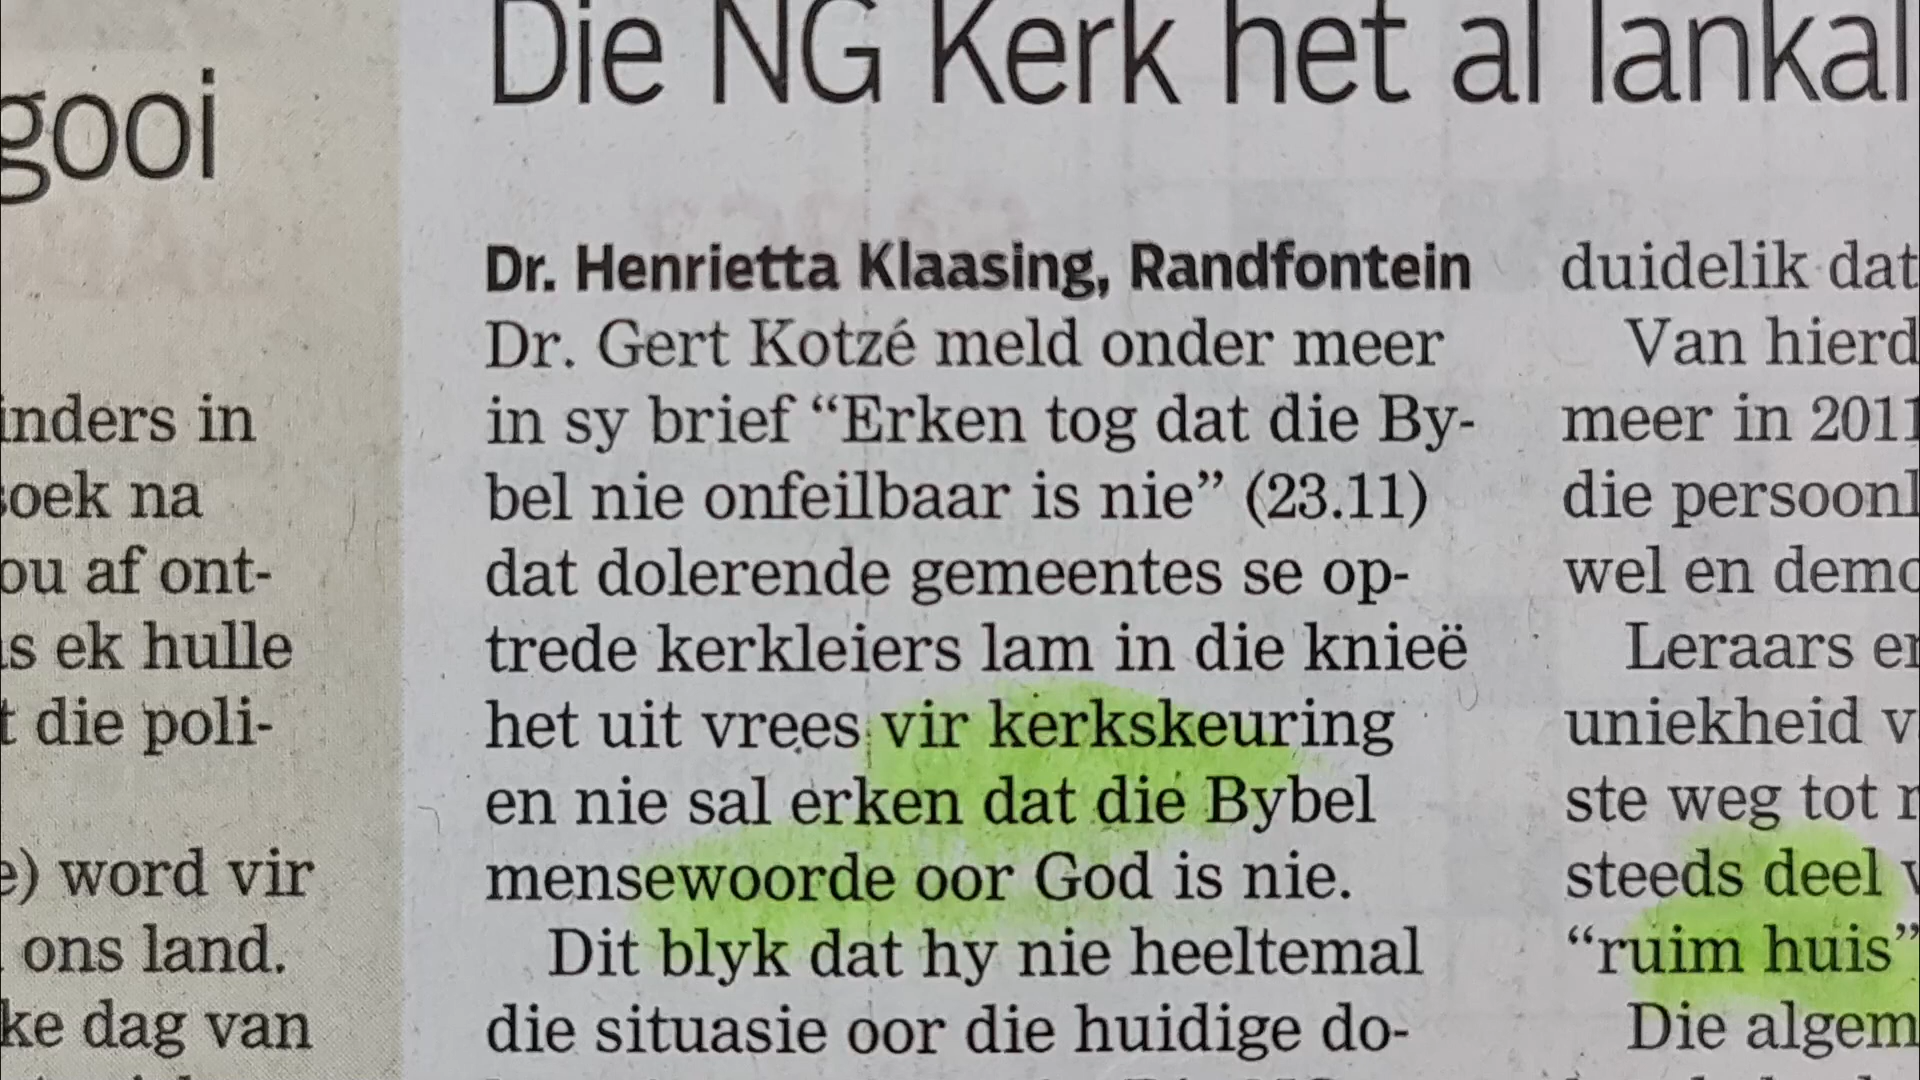 gooi
inders in
oek na
ou af ont-
s ek hulle
t die poli-
e) word vir
ons land.
ke dag van
Die NG Kerk het al lankal
Dr. Henrietta Klaasing, Randfontein
Dr. Gert Kotzé meld onder meer
in sy brief “Erken tog dat die By-
bel nie onfeilbaar is nie” (23.11)
dat dolerende gemeentes se op-
trede kerkleiers lam in die knieë
het uit vrees vir kerkskeuring
en nie sal erken dat die Bybel
mensewoorde oor God is nie.
Dit blyk dat hy nie heeltemal
die situasie oor die huidige do-
duidelik dat
Van hierd
meer in 2011
die persoonl
wel en demo
Leraars en
uniekheid v
ste weg tot
steeds deel v
“ruim huis”
Die algem